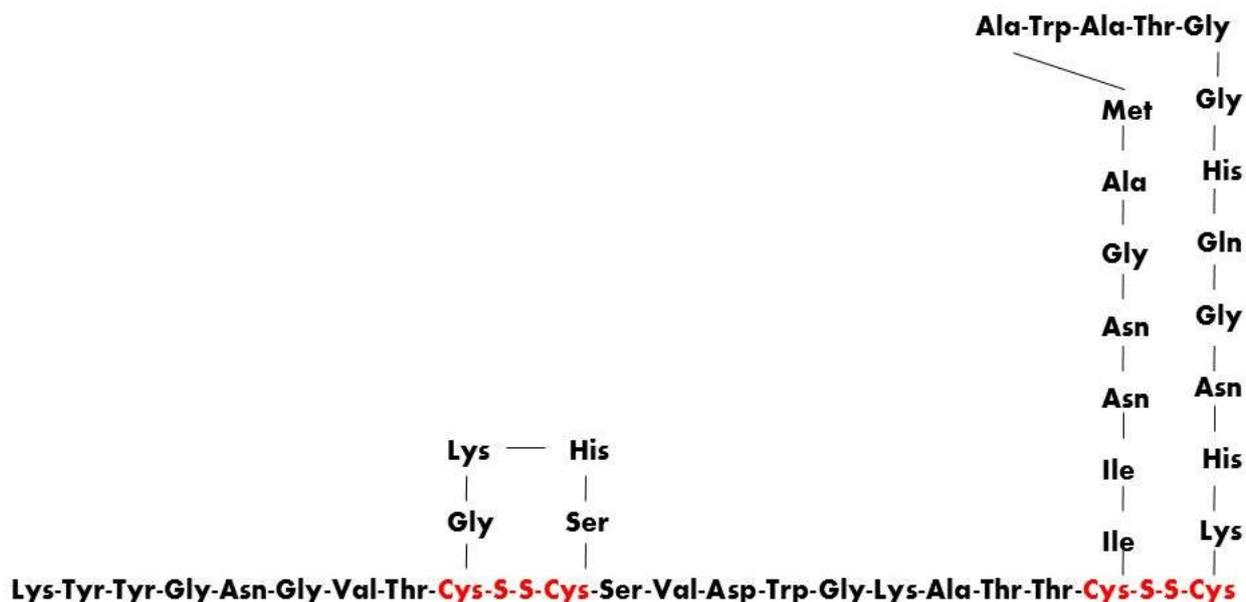 Ala-Trp-Ala-Thr-Gly
Met Gly
Ala His
Gly Gln
Asn Gly
Asn Asn
Lys His Ile His
Gly Ser Ile Lys
Lys-Tyr-Tyr-Gly-Asn-Gly-Val-Thr-Cys-S-S-Cys-Ser-Val-Asp-Trp-Gly-Lys-Ala-Thr-Thr-Cys-S-S-Cys